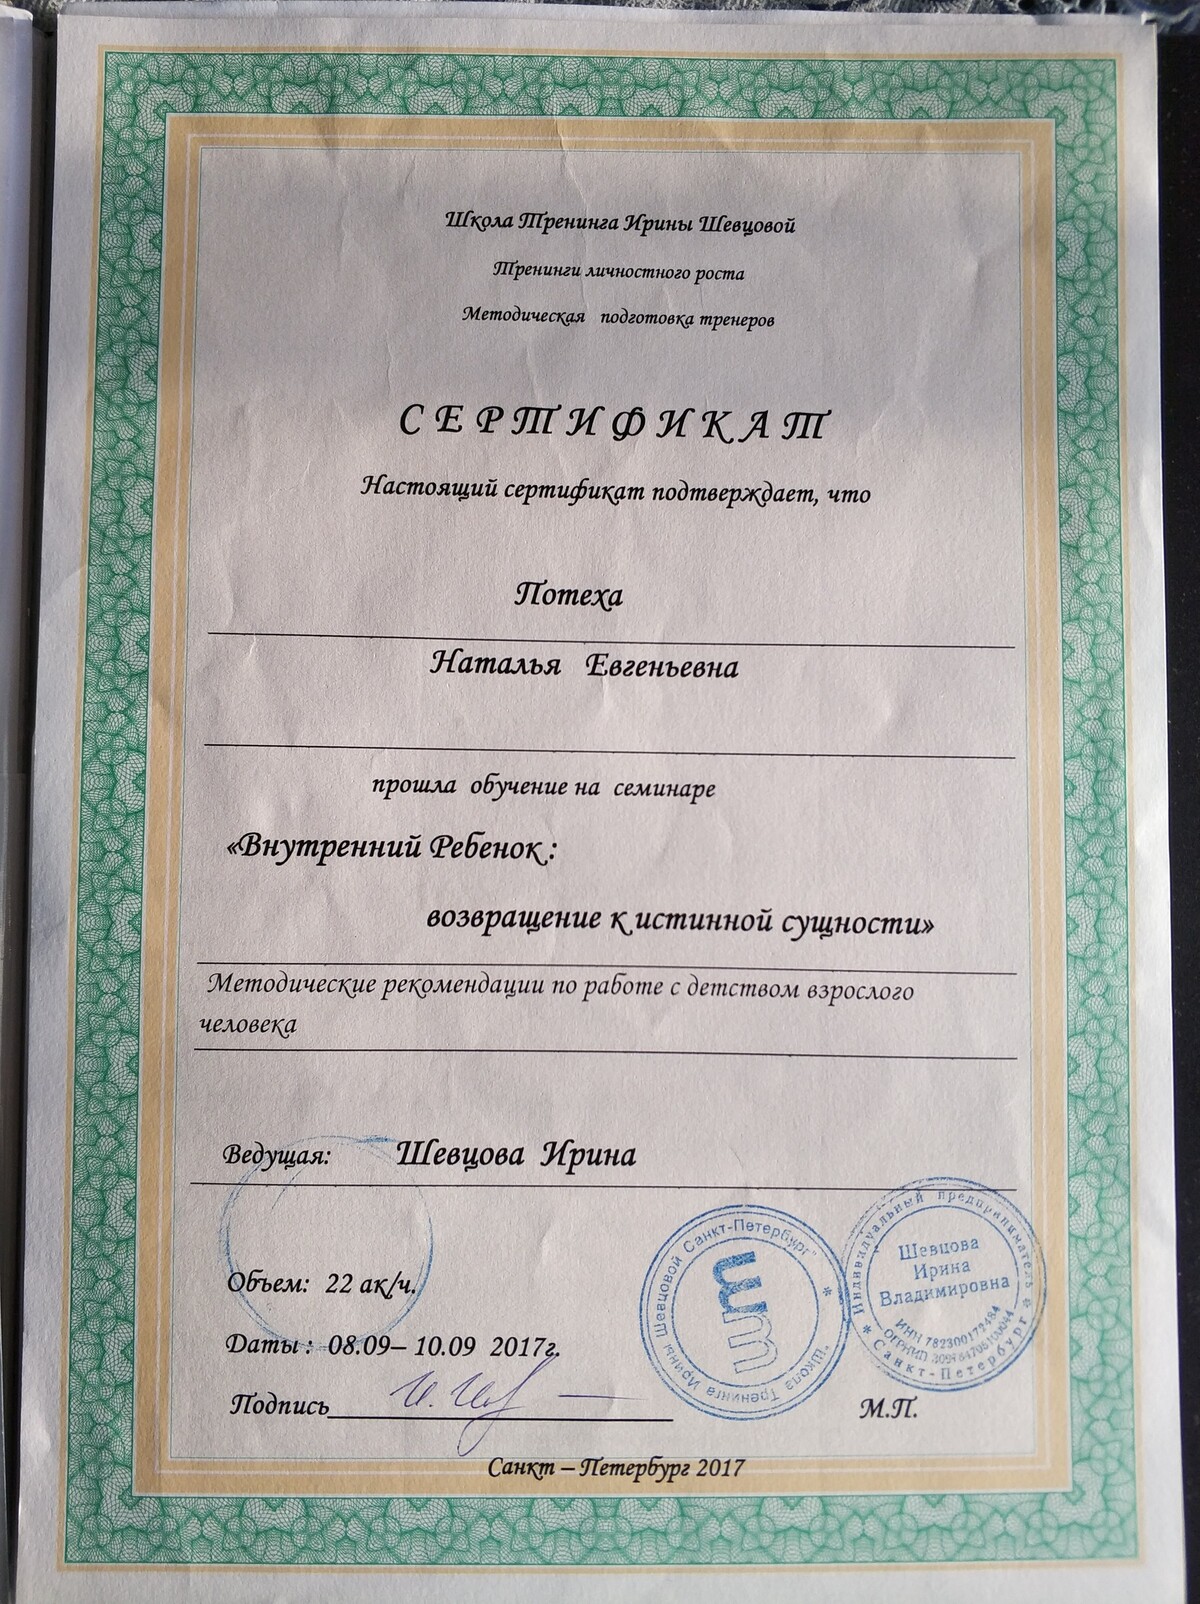 Школа Тренинга Ирины Шевцовой
Тренинги личностного роста
Методическая подготовка тренеров
СЕРТИФИКАТ
Настоящий сертификат подтверждает, что
Потеха
Наталья Евгеньевна
прошла обучение на семинаре
«Внутренний Ребенок:
возвращение к истинной сущности»
Методические рекомендации по работе с детством взрослого
человека
Ведущая: Шевцова Ирина
Объем: 22 ак/ч.
Даты: 08.09– 10.09 2017г.
Подпись
М.П.
"Школа Тренинга Ирины Шевцовой Санкт-Петербург"
Индивидуальный предприниматель
Шевцова
Ирина
Владимировна
ИНН
ОГРНИП
Санкт-Петербург
Санкт – Петербург 2017